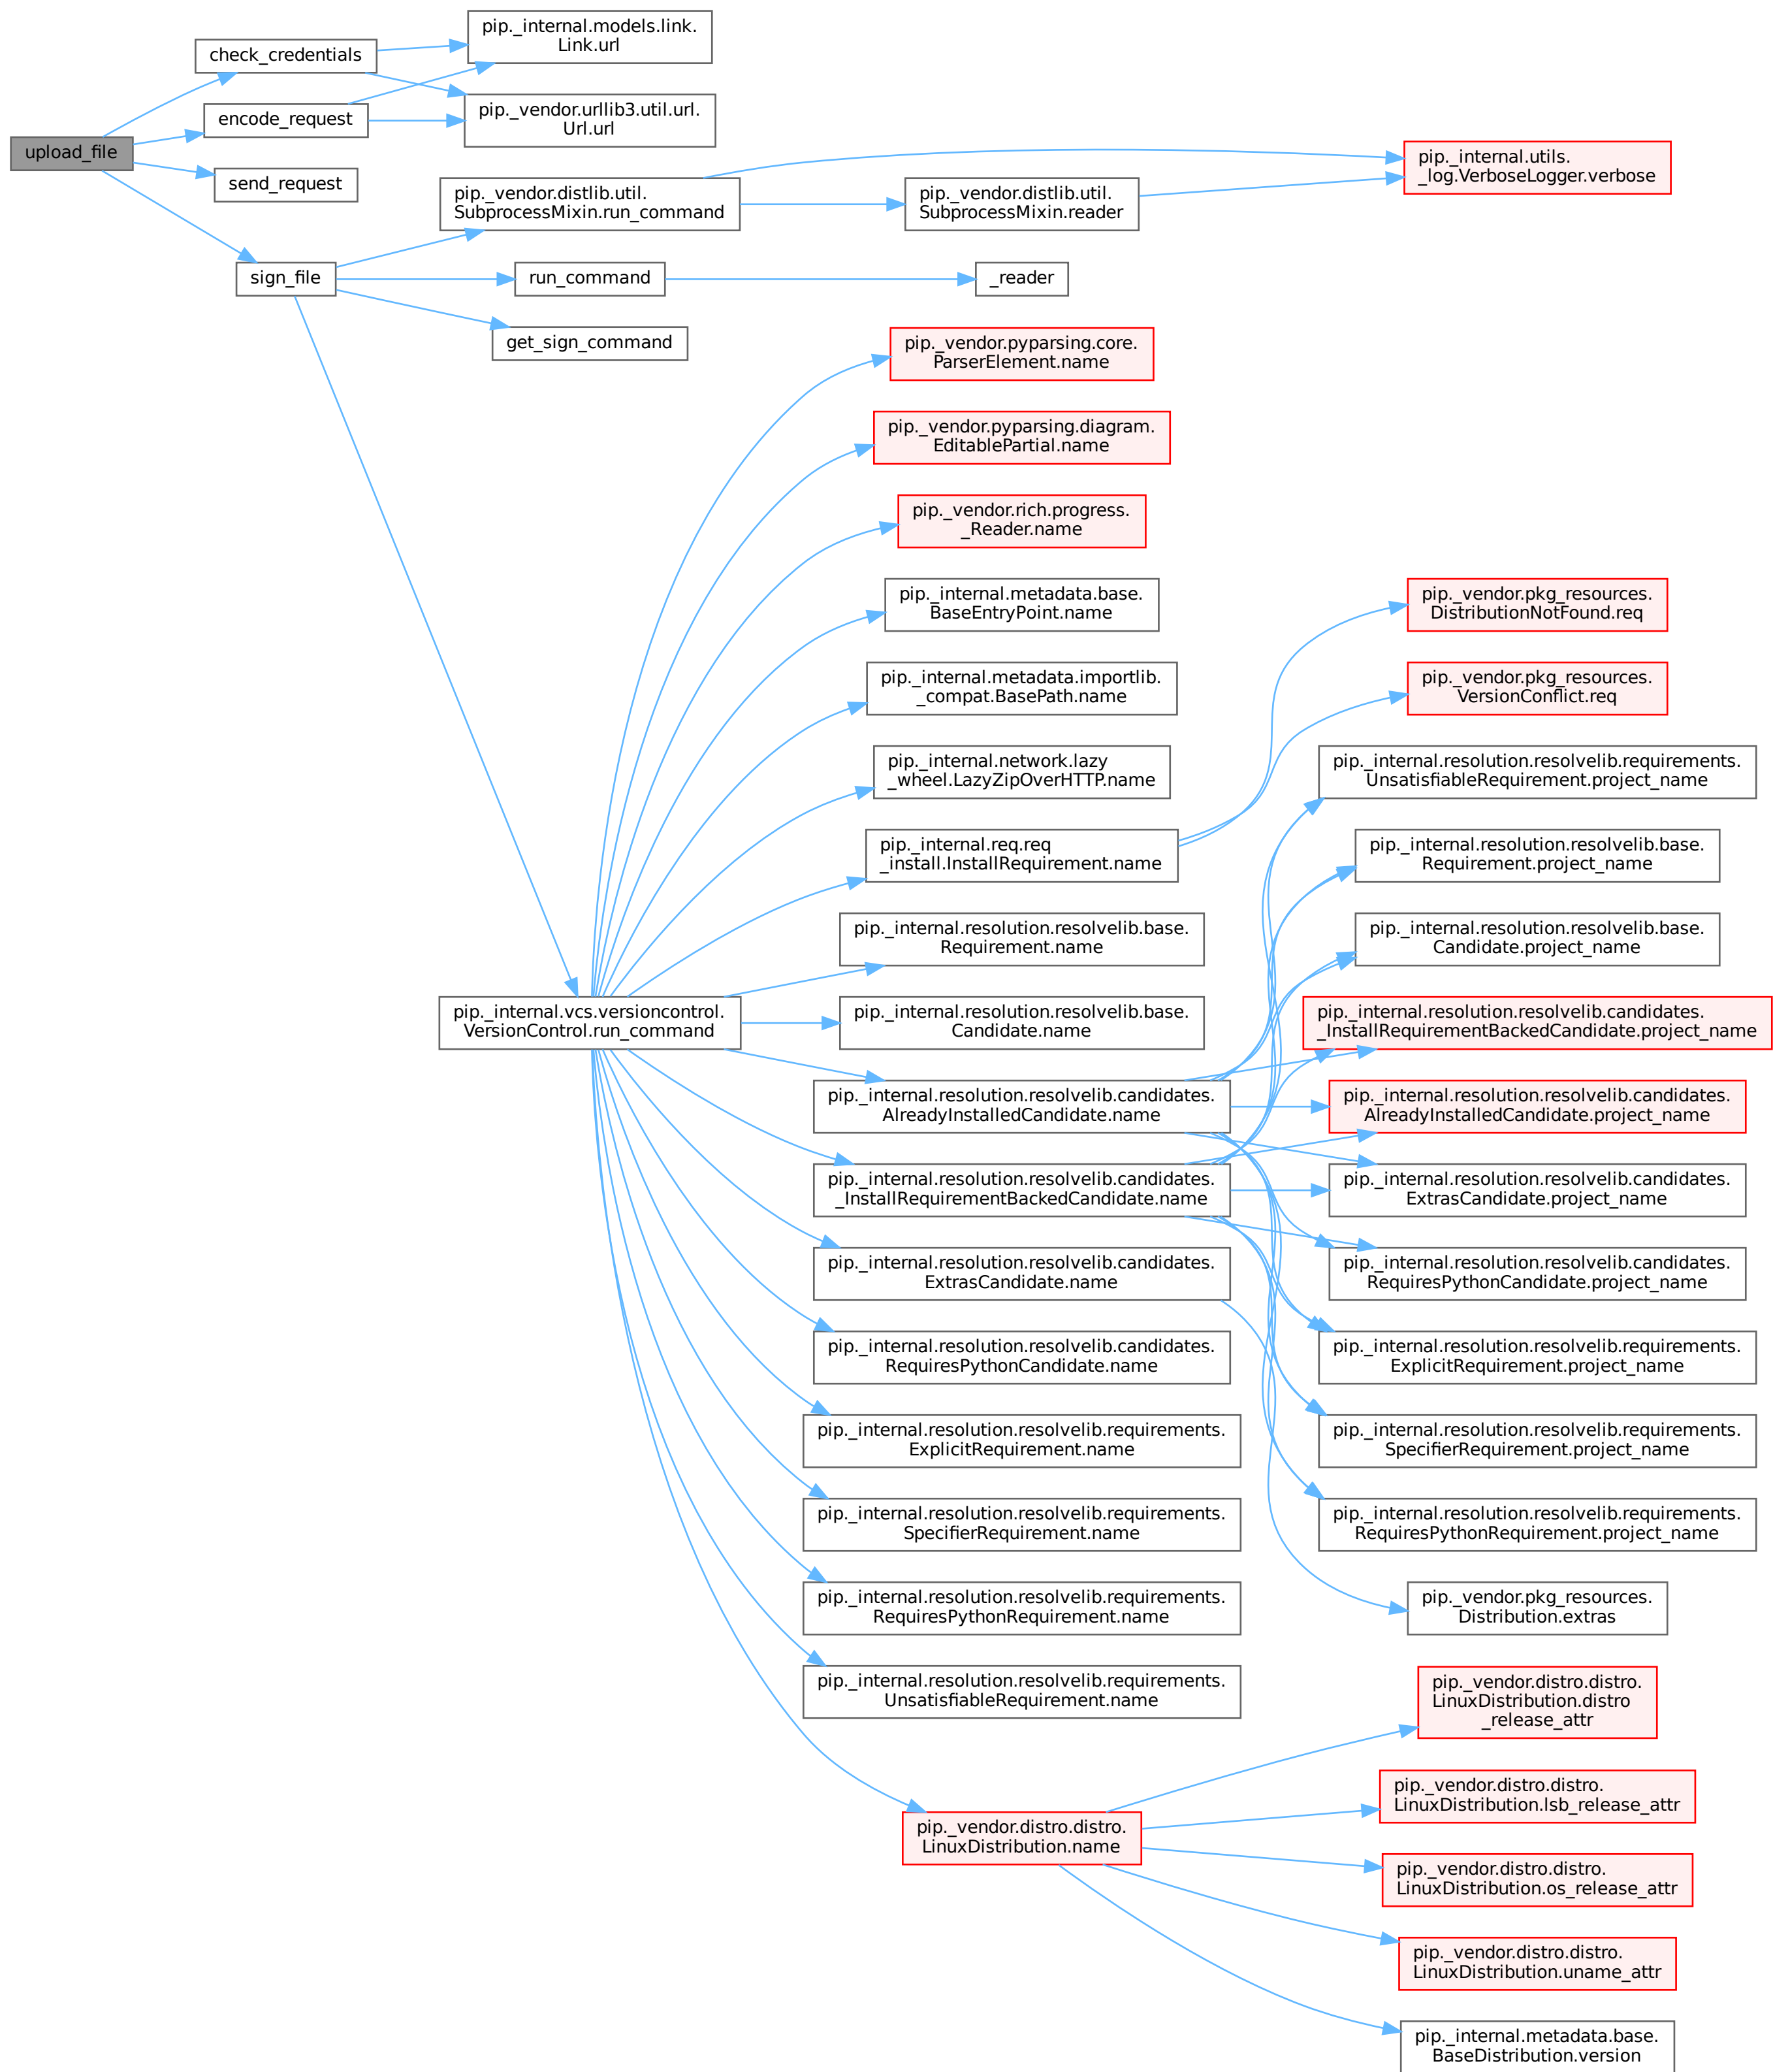 upload_file
check_credentials
encode_request
send_request
sign_file
pip._internal.models.link.
Link.url
pip._vendor.urllib3.util.url.
Url.url
pip._vendor.distlib.util.
SubprocessMixin.run_command
run_command
get_sign_command
pip._internal.vcs.versioncontrol.
VersionControl.run_command
pip._vendor.distlib.util.
SubprocessMixin.reader
_reader
pip._vendor.pyparsing.core.
ParserElement.name
pip._vendor.pyparsing.diagram.
EditablePartial.name
pip._vendor.rich.progress.
_Reader.name
pip._internal.metadata.base.
BaseEntryPoint.name
pip._internal.metadata.importlib.
_compat.BasePath.name
pip._internal.network.lazy
_wheel.LazyZipOverHTTP.name
pip._internal.req.req
_install.InstallRequirement.name
pip._internal.resolution.resolvelib.base.
Requirement.name
pip._internal.resolution.resolvelib.base.
Candidate.name
pip._internal.resolution.resolvelib.candidates.
AlreadyInstalledCandidate.name
pip._internal.resolution.resolvelib.candidates.
_InstallRequirementBackedCandidate.name
pip._internal.resolution.resolvelib.candidates.
ExtrasCandidate.name
pip._internal.resolution.resolvelib.candidates.
RequiresPythonCandidate.name
pip._internal.resolution.resolvelib.requirements.
ExplicitRequirement.name
pip._internal.resolution.resolvelib.requirements.
SpecifierRequirement.name
pip._internal.resolution.resolvelib.requirements.
RequiresPythonRequirement.name
pip._internal.resolution.resolvelib.requirements.
UnsatisfiableRequirement.name
pip._vendor.distro.distro.
LinuxDistribution.name
pip._internal.utils.
_log.VerboseLogger.verbose
pip._vendor.pkg_resources.
DistributionNotFound.req
pip._vendor.pkg_resources.
VersionConflict.req
pip._internal.resolution.resolvelib.requirements.
UnsatisfiableRequirement.project_name
pip._internal.resolution.resolvelib.base.
Requirement.project_name
pip._internal.resolution.resolvelib.base.
Candidate.project_name
pip._internal.resolution.resolvelib.candidates.
_InstallRequirementBackedCandidate.project_name
pip._internal.resolution.resolvelib.candidates.
AlreadyInstalledCandidate.project_name
pip._internal.resolution.resolvelib.candidates.
ExtrasCandidate.project_name
pip._internal.resolution.resolvelib.candidates.
RequiresPythonCandidate.project_name
pip._internal.resolution.resolvelib.requirements.
ExplicitRequirement.project_name
pip._internal.resolution.resolvelib.requirements.
SpecifierRequirement.project_name
pip._internal.resolution.resolvelib.requirements.
RequiresPythonRequirement.project_name
pip._vendor.pkg_resources.
Distribution.extras
pip._vendor.distro.distro.
LinuxDistribution.distro
_release_attr
pip._vendor.distro.distro.
LinuxDistribution.lsb_release_attr
pip._vendor.distro.distro.
LinuxDistribution.os_release_attr
pip._vendor.distro.distro.
LinuxDistribution.uname_attr
pip._internal.metadata.base.
BaseDistribution.version